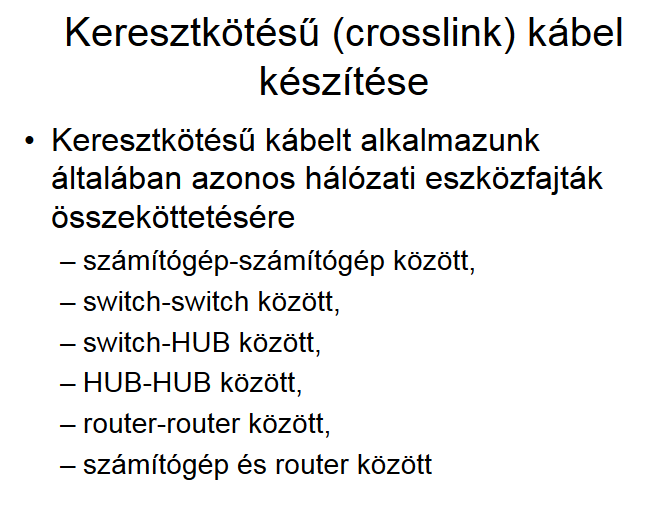 Keresztkötésű (crosslink) kábel
készítése
• Keresztkötésű kábelt alkalmazunk
általában azonos hálózati eszközfajták
összeköttetésére
– számítógép-számítógép között,
– switch-switch között,
– switch-HUB között,
– HUB-HUB között,
– router-router között,
– számítógép és router között